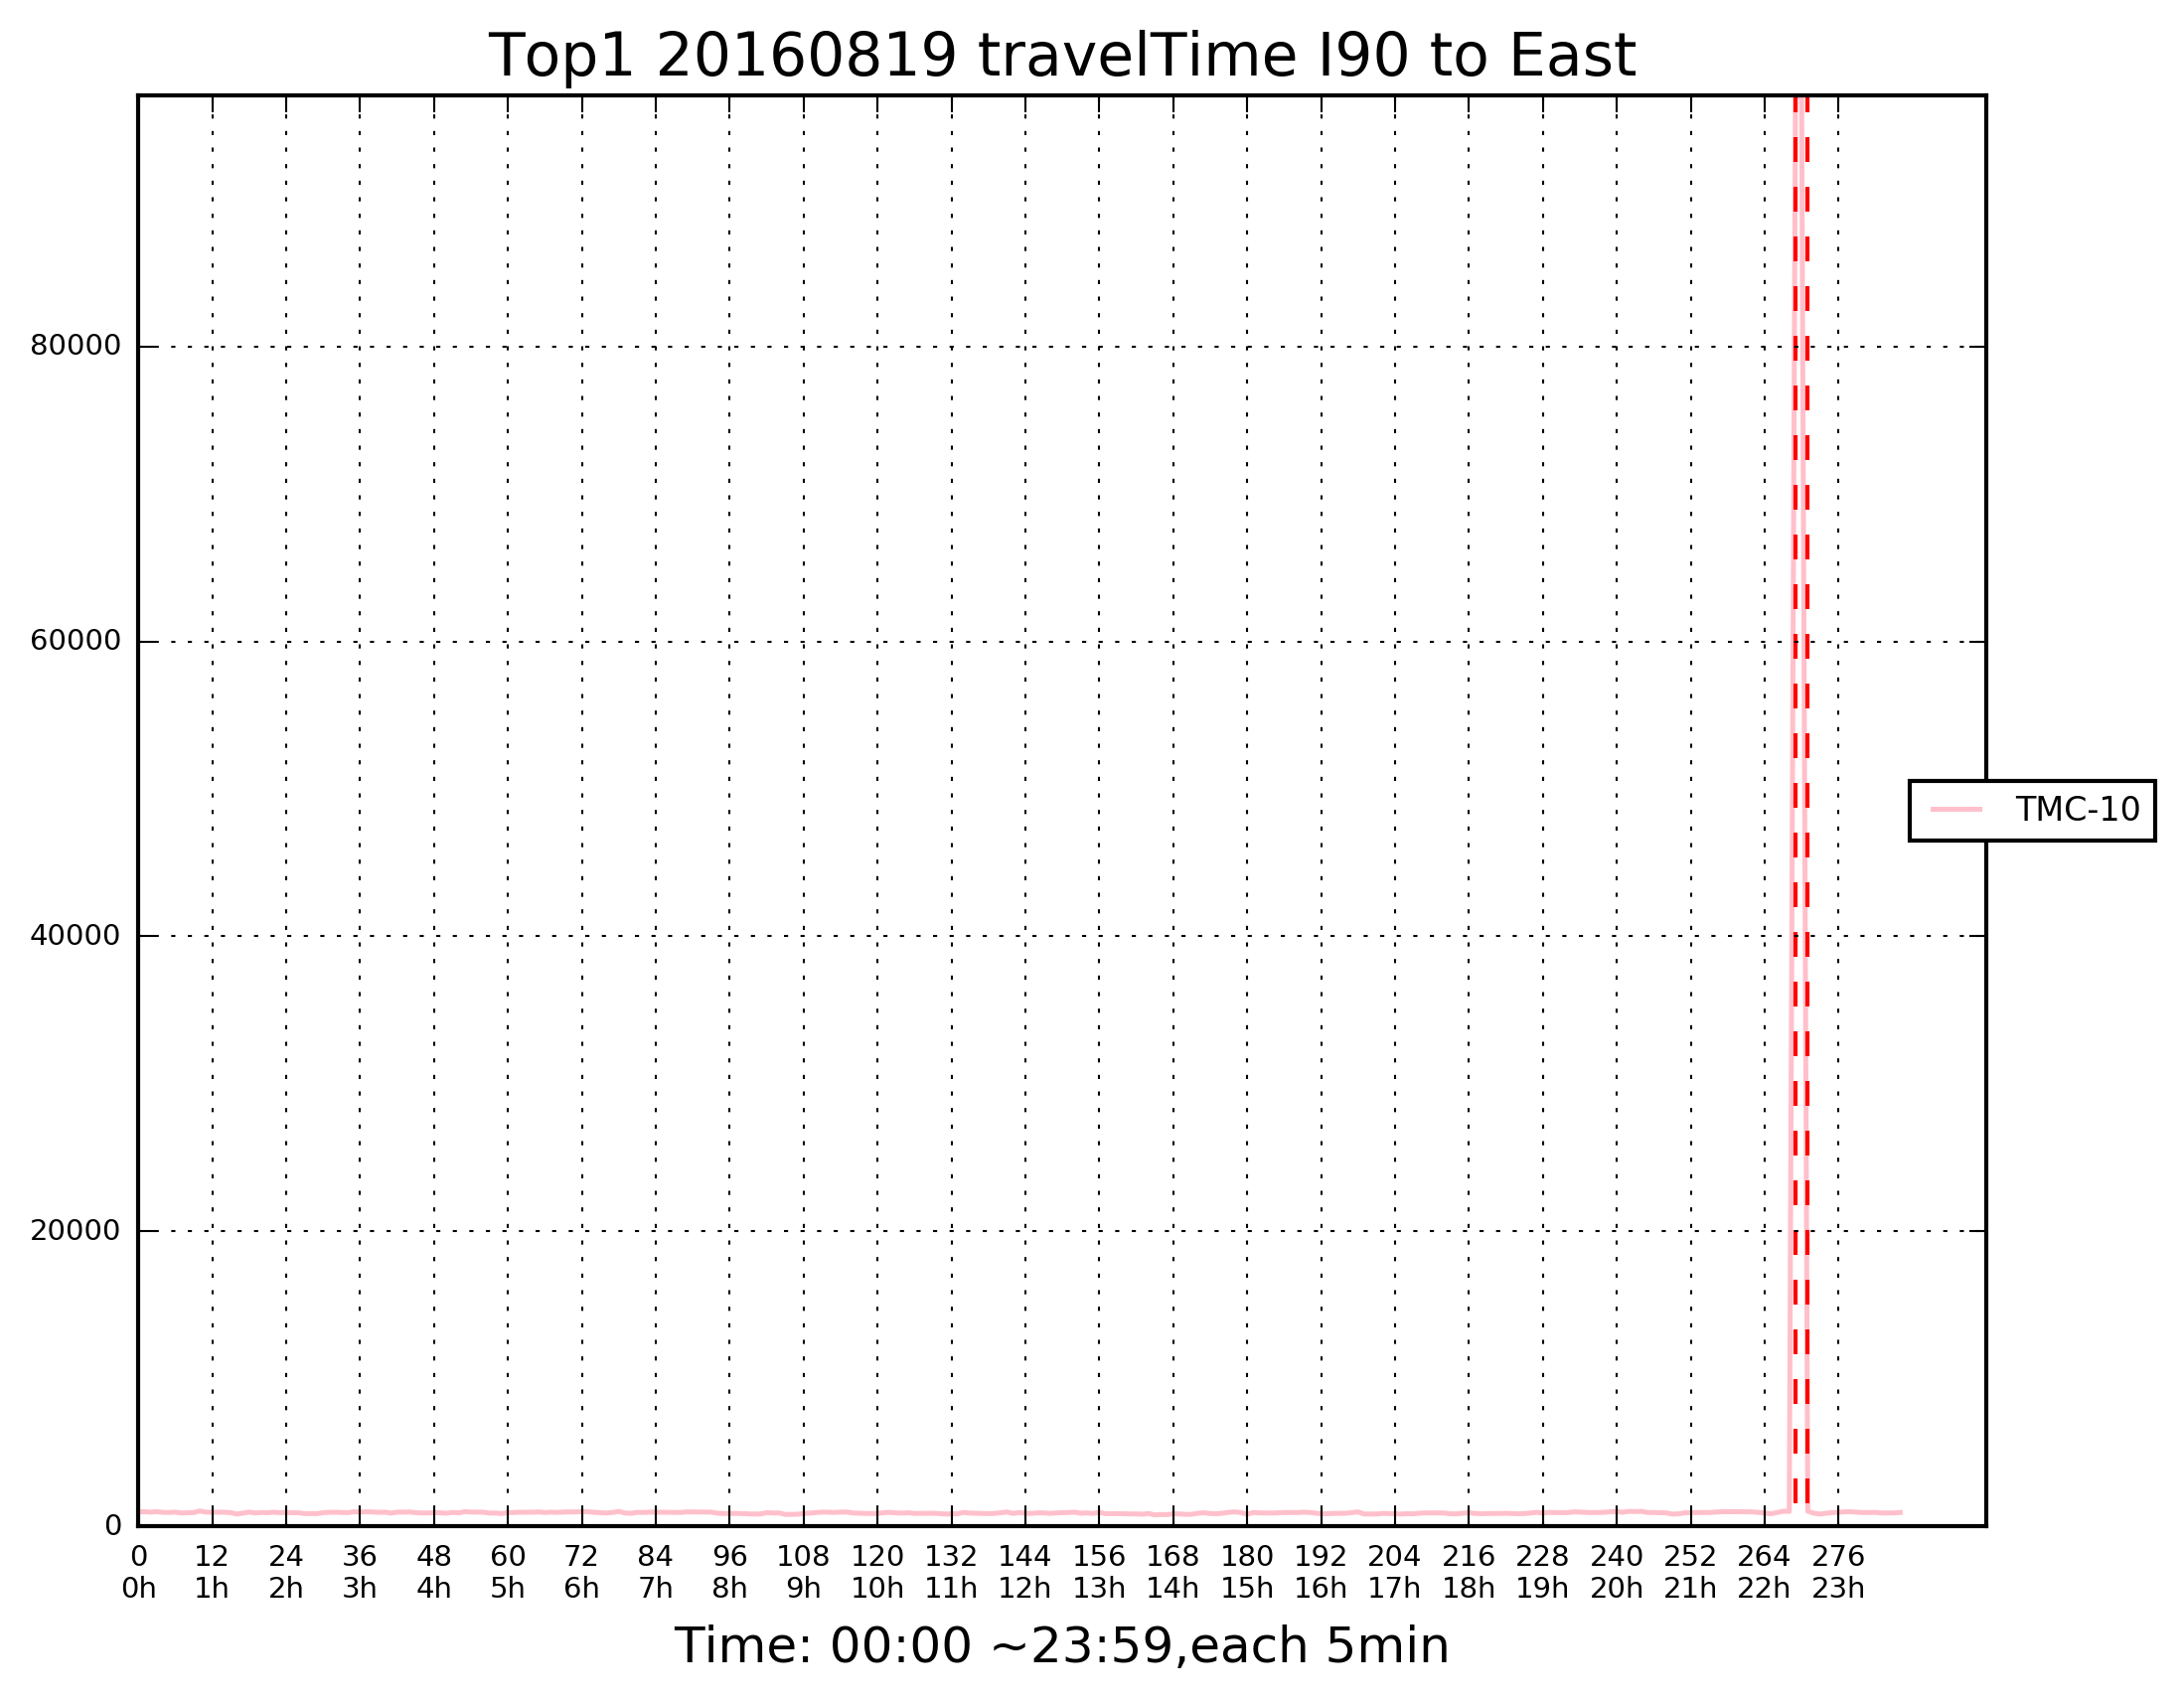 Top1 20160819 travelTime I90 to East
80000
60000
TMC-10
40000
20000
0
0 12 24 36 48 60 72 84 96 108 120 132 144 156 168 180 192 204 216 228 240 252 264 276
0h 1h 2h 3h 4h 5h 6h 7h 8h 9h 10h 11h 12h 13h 14h 15h 16h 17h 18h 19h 20h 21h 22h 23h
Time: 00:00 ~23:59,each 5min